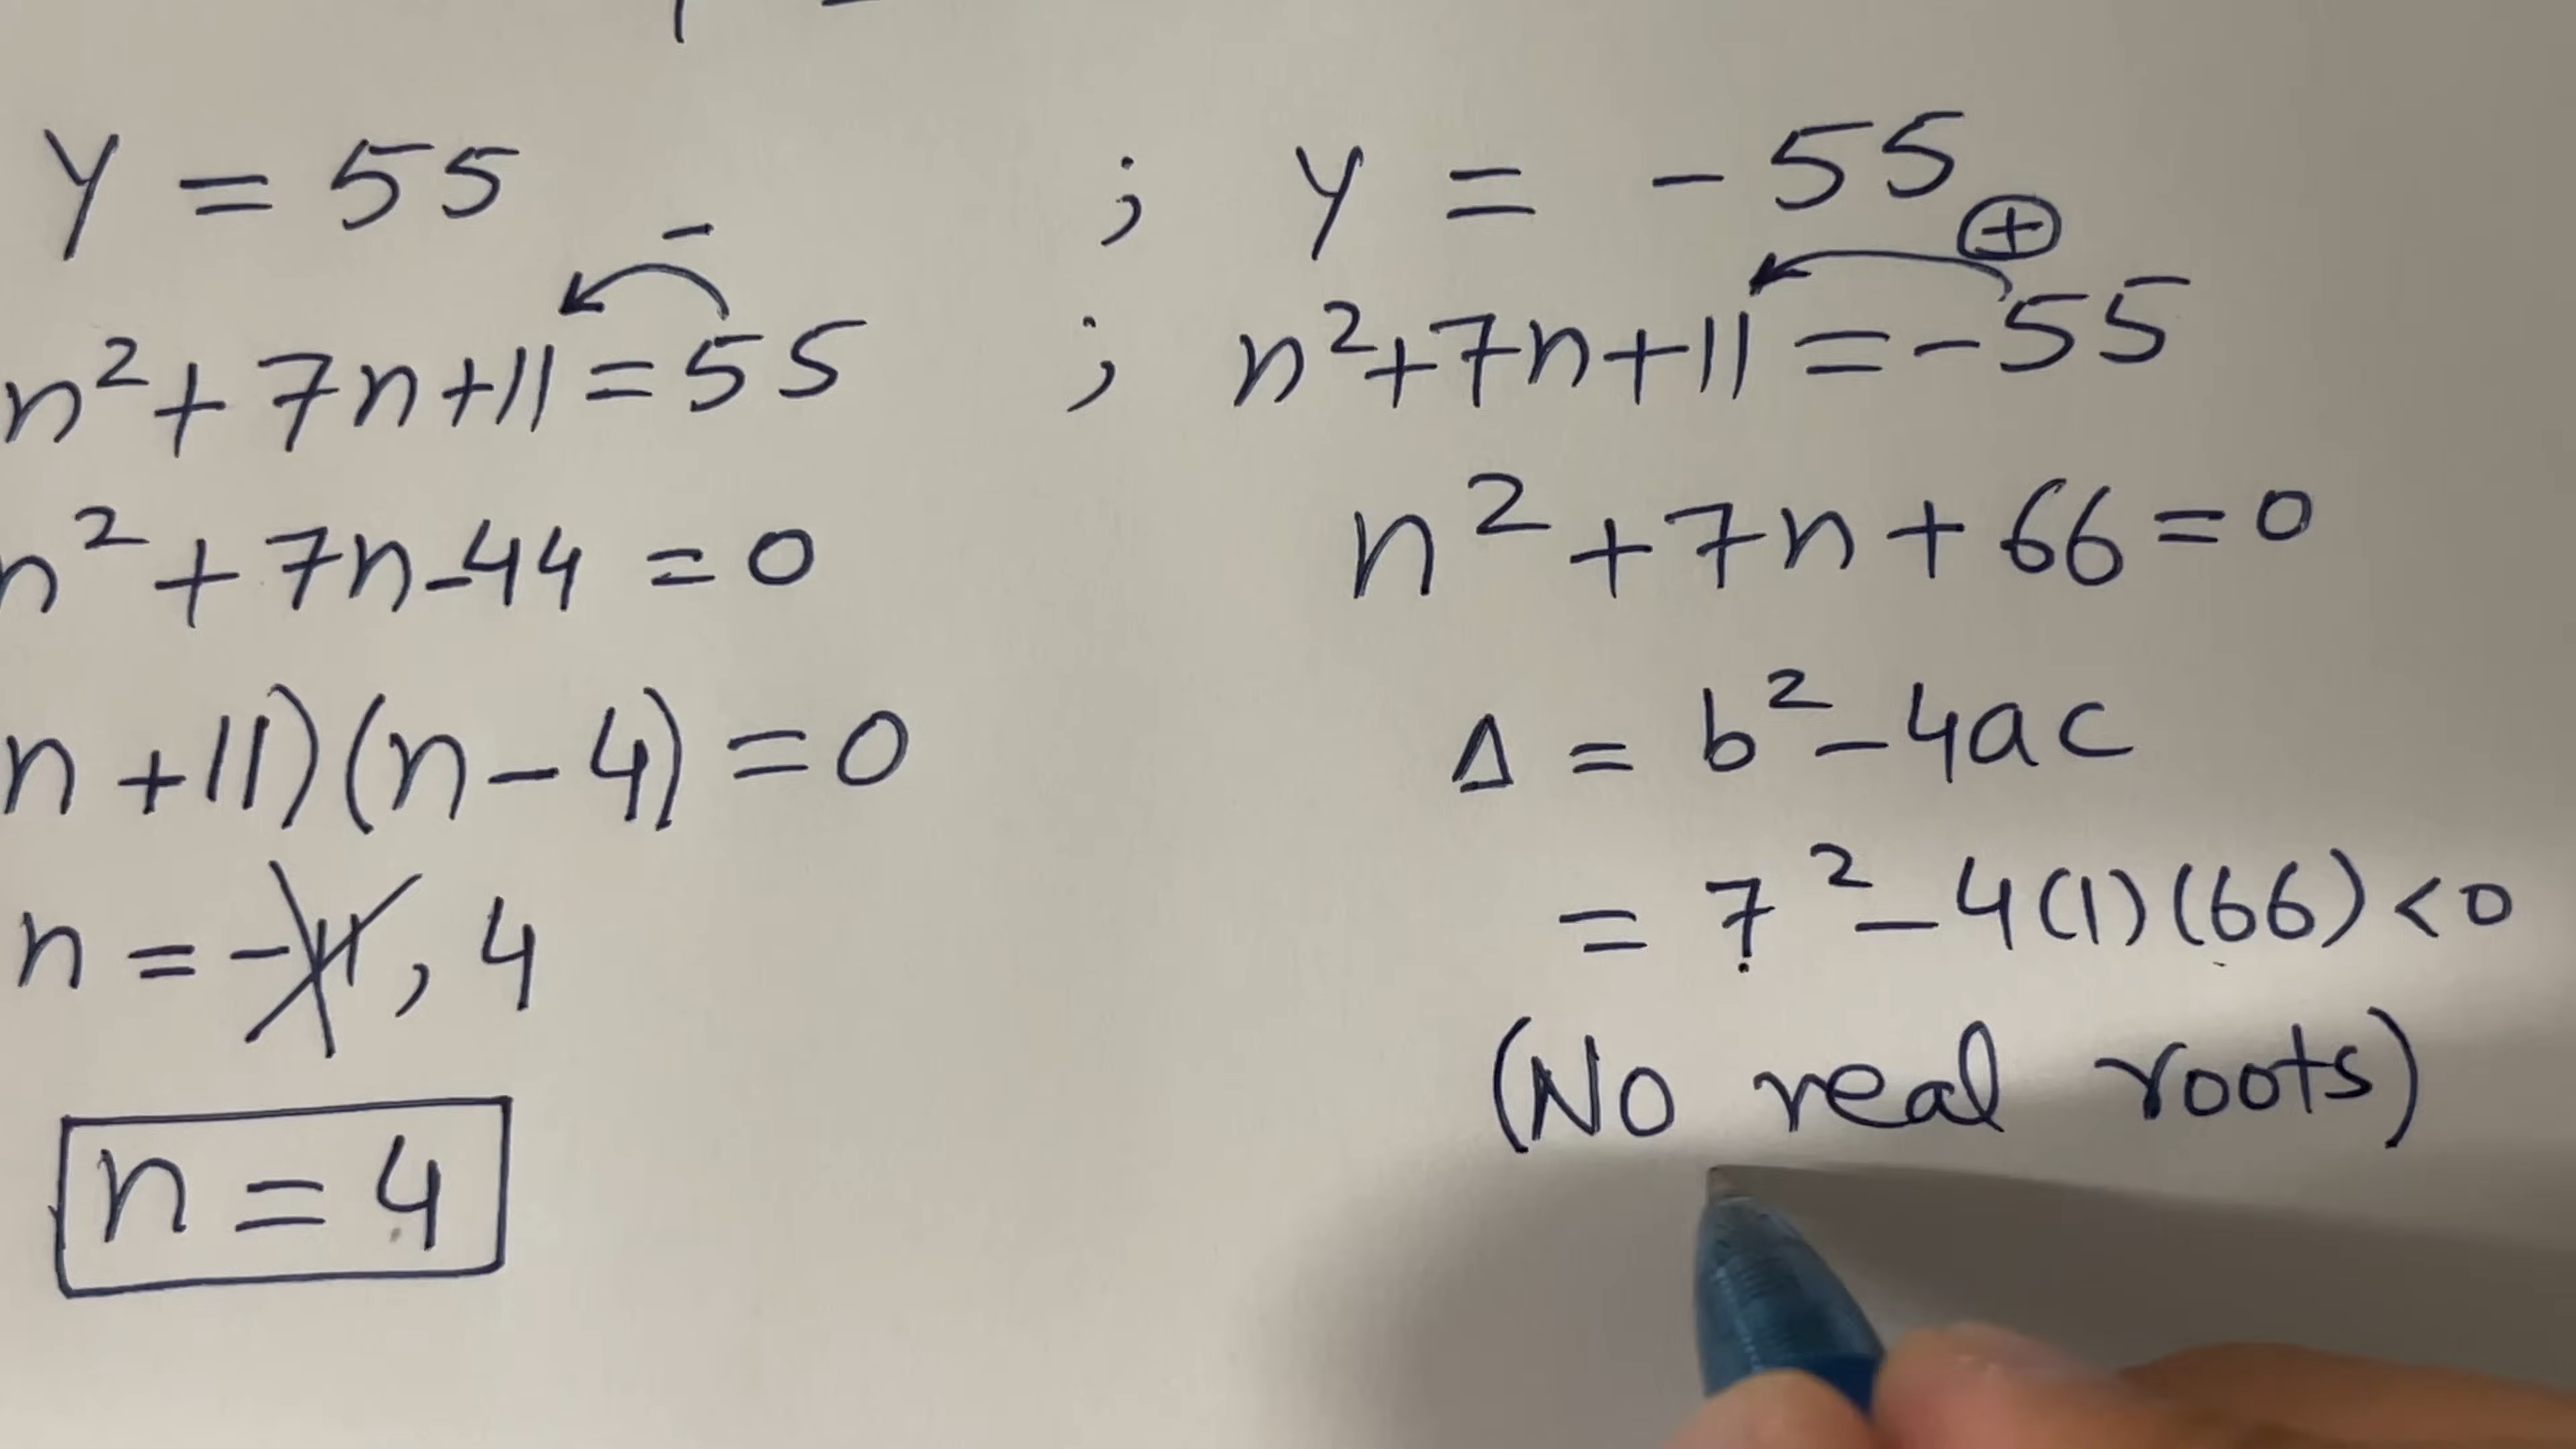 y = 55 ; y = -55
- ⊕
n²+7n+11=55 ; n²+7n+11=-55
n²+7n-44=0 n²+7n+66=0
n+11)(n-4)=0 Δ = b²-4ac
n = -11, 4 = 7²-4(1)(66)<0
(No real roots)
n = 4